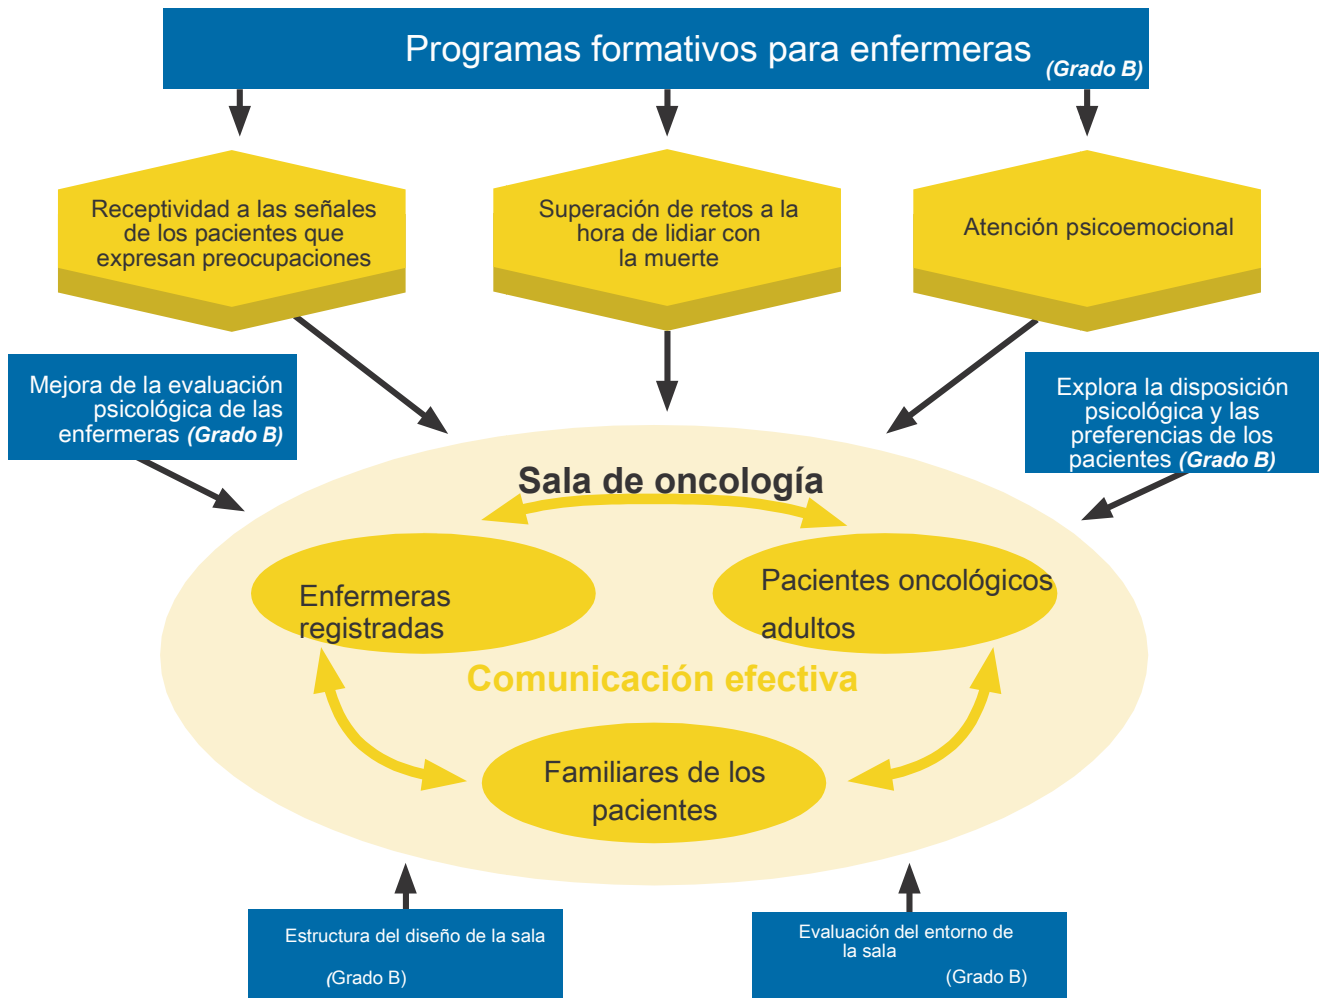 Programas formativos para enfermeras
(Grado B)
Receptividad a las señales
de los pacientes que
expresan preocupaciones
Superación de retos a la
hora de lidiar con
la muerte
Atención psicoemocional
Mejora de la evaluación
psicológica de las
enfermeras (Grado B)
Explora la disposición
psicológica y las
preferencias de los
pacientes (Grado B)
Sala de oncología
Enfermeras
registradas
Pacientes oncológicos
adultos
Comunicación efectiva
Familiares de los
pacientes
Estructura del diseño de la sala
(Grado B)
Evaluación del entorno de
la sala
(Grado B)